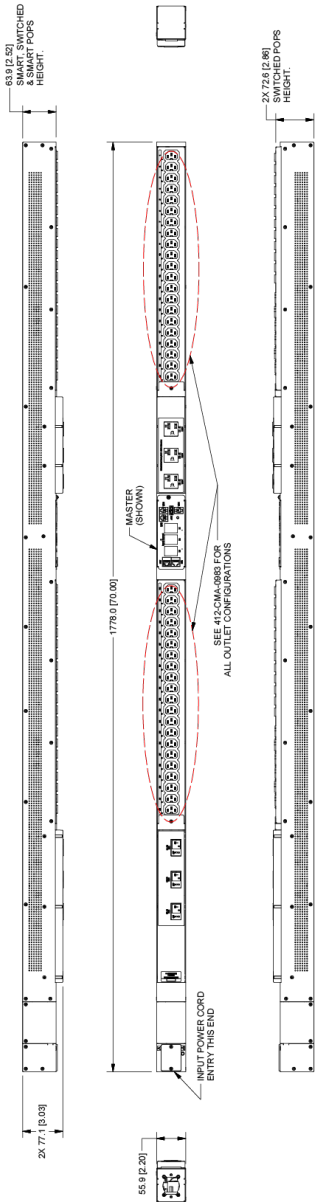 63.9 [2.52]
SMART, SWITCHED
& SMART POPS
HEIGHT.
2X 72.6 [2.86]
SWITCHED POPS
HEIGHT.
MASTER
(SHOWN)
1778.0 [70.00]
SEE 412-CMA-0983 FOR
ALL OUTLET CONFIGURATIONS
INPUT POWER CORD
ENTRY THIS END
2X 77.1 [3.03]
55.9 [2.20]